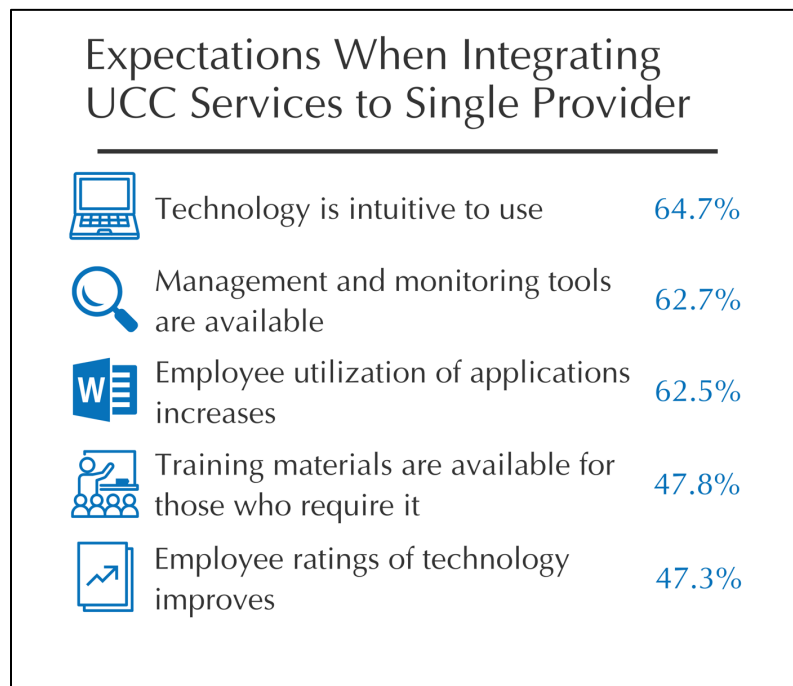 Expectations When Integrating
UCC Services to Single Provider
Technology is intuitive to use 64.7%
Management and monitoring tools
are available 62.7%
W
Employee utilization of applications
increases 62.5%
Training materials are available for
those who require it 47.8%
Employee ratings of technology
improves 47.3%